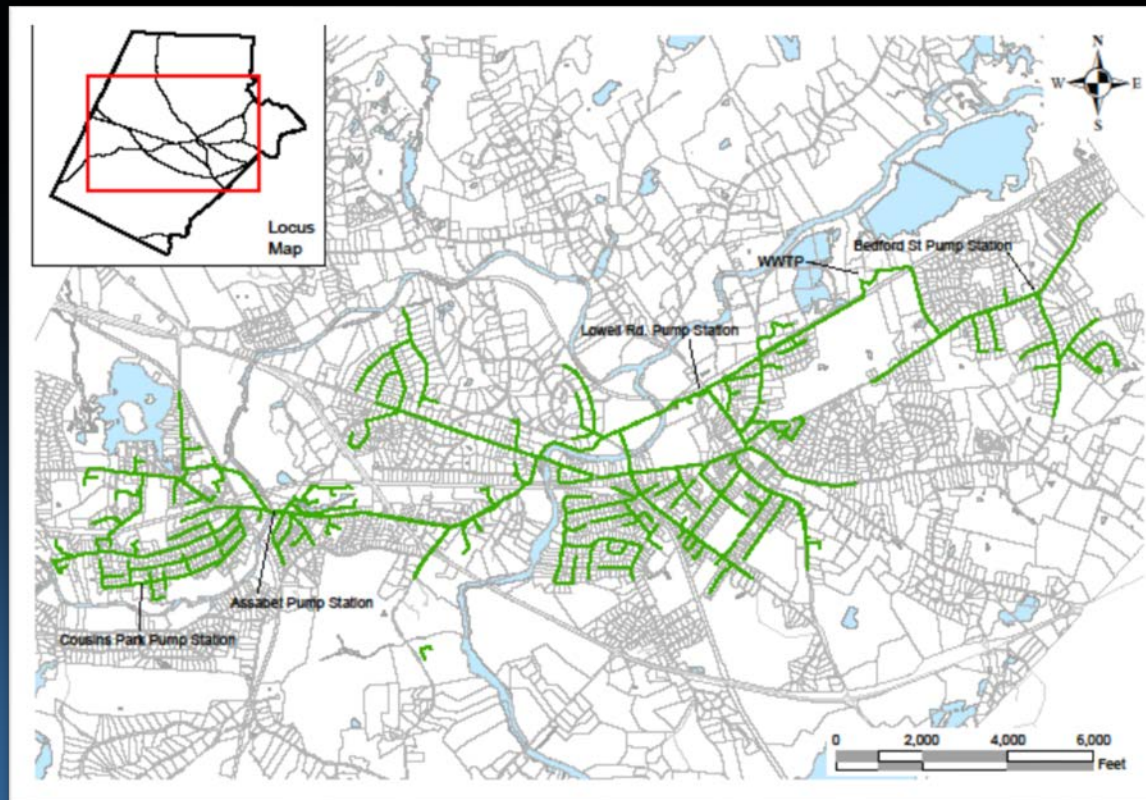 N
W E
S
Locus
Map
Bedford St Pump Station
WWTP
Lowell Rd. Pump Station
Assabet Pump Station
Cousins Park Pump Station
0 2,000 4,000 6,000
Feet